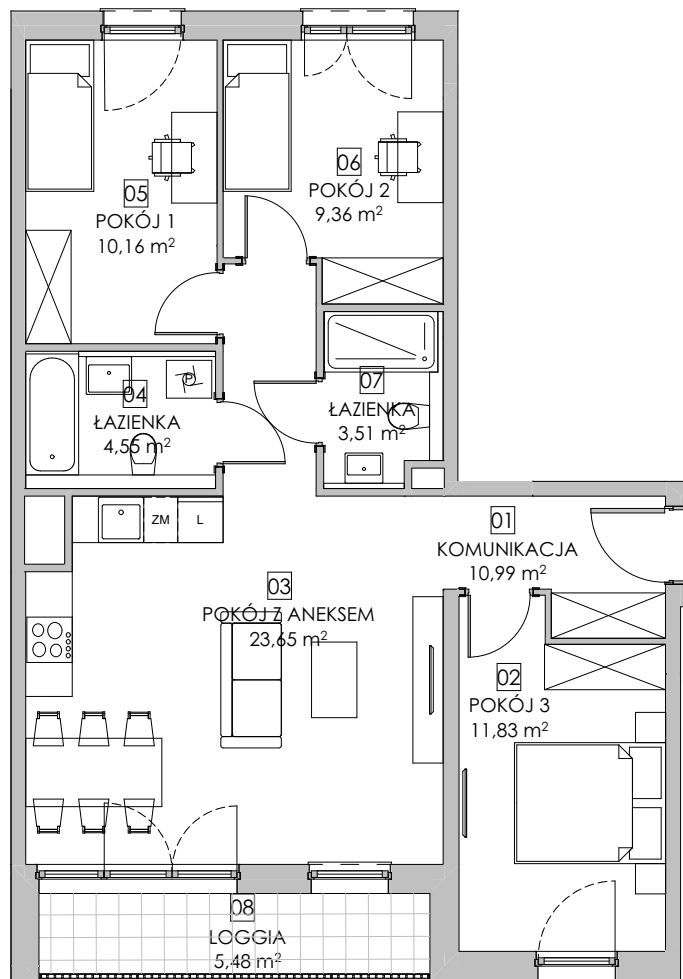 05
POKÓJ 1
10,16 m²
06
POKÓJ 2
9,36 m²
04
ŁAZIENKA
4,55 m²
07
ŁAZIENKA
3,51 m²
ZM
L
01
KOMUNIKACJA
10,99 m²
03
POKÓJ Z ANEKSEM
23,65 m²
02
POKÓJ 3
11,83 m²
08
LOGGIA
5,48 m²